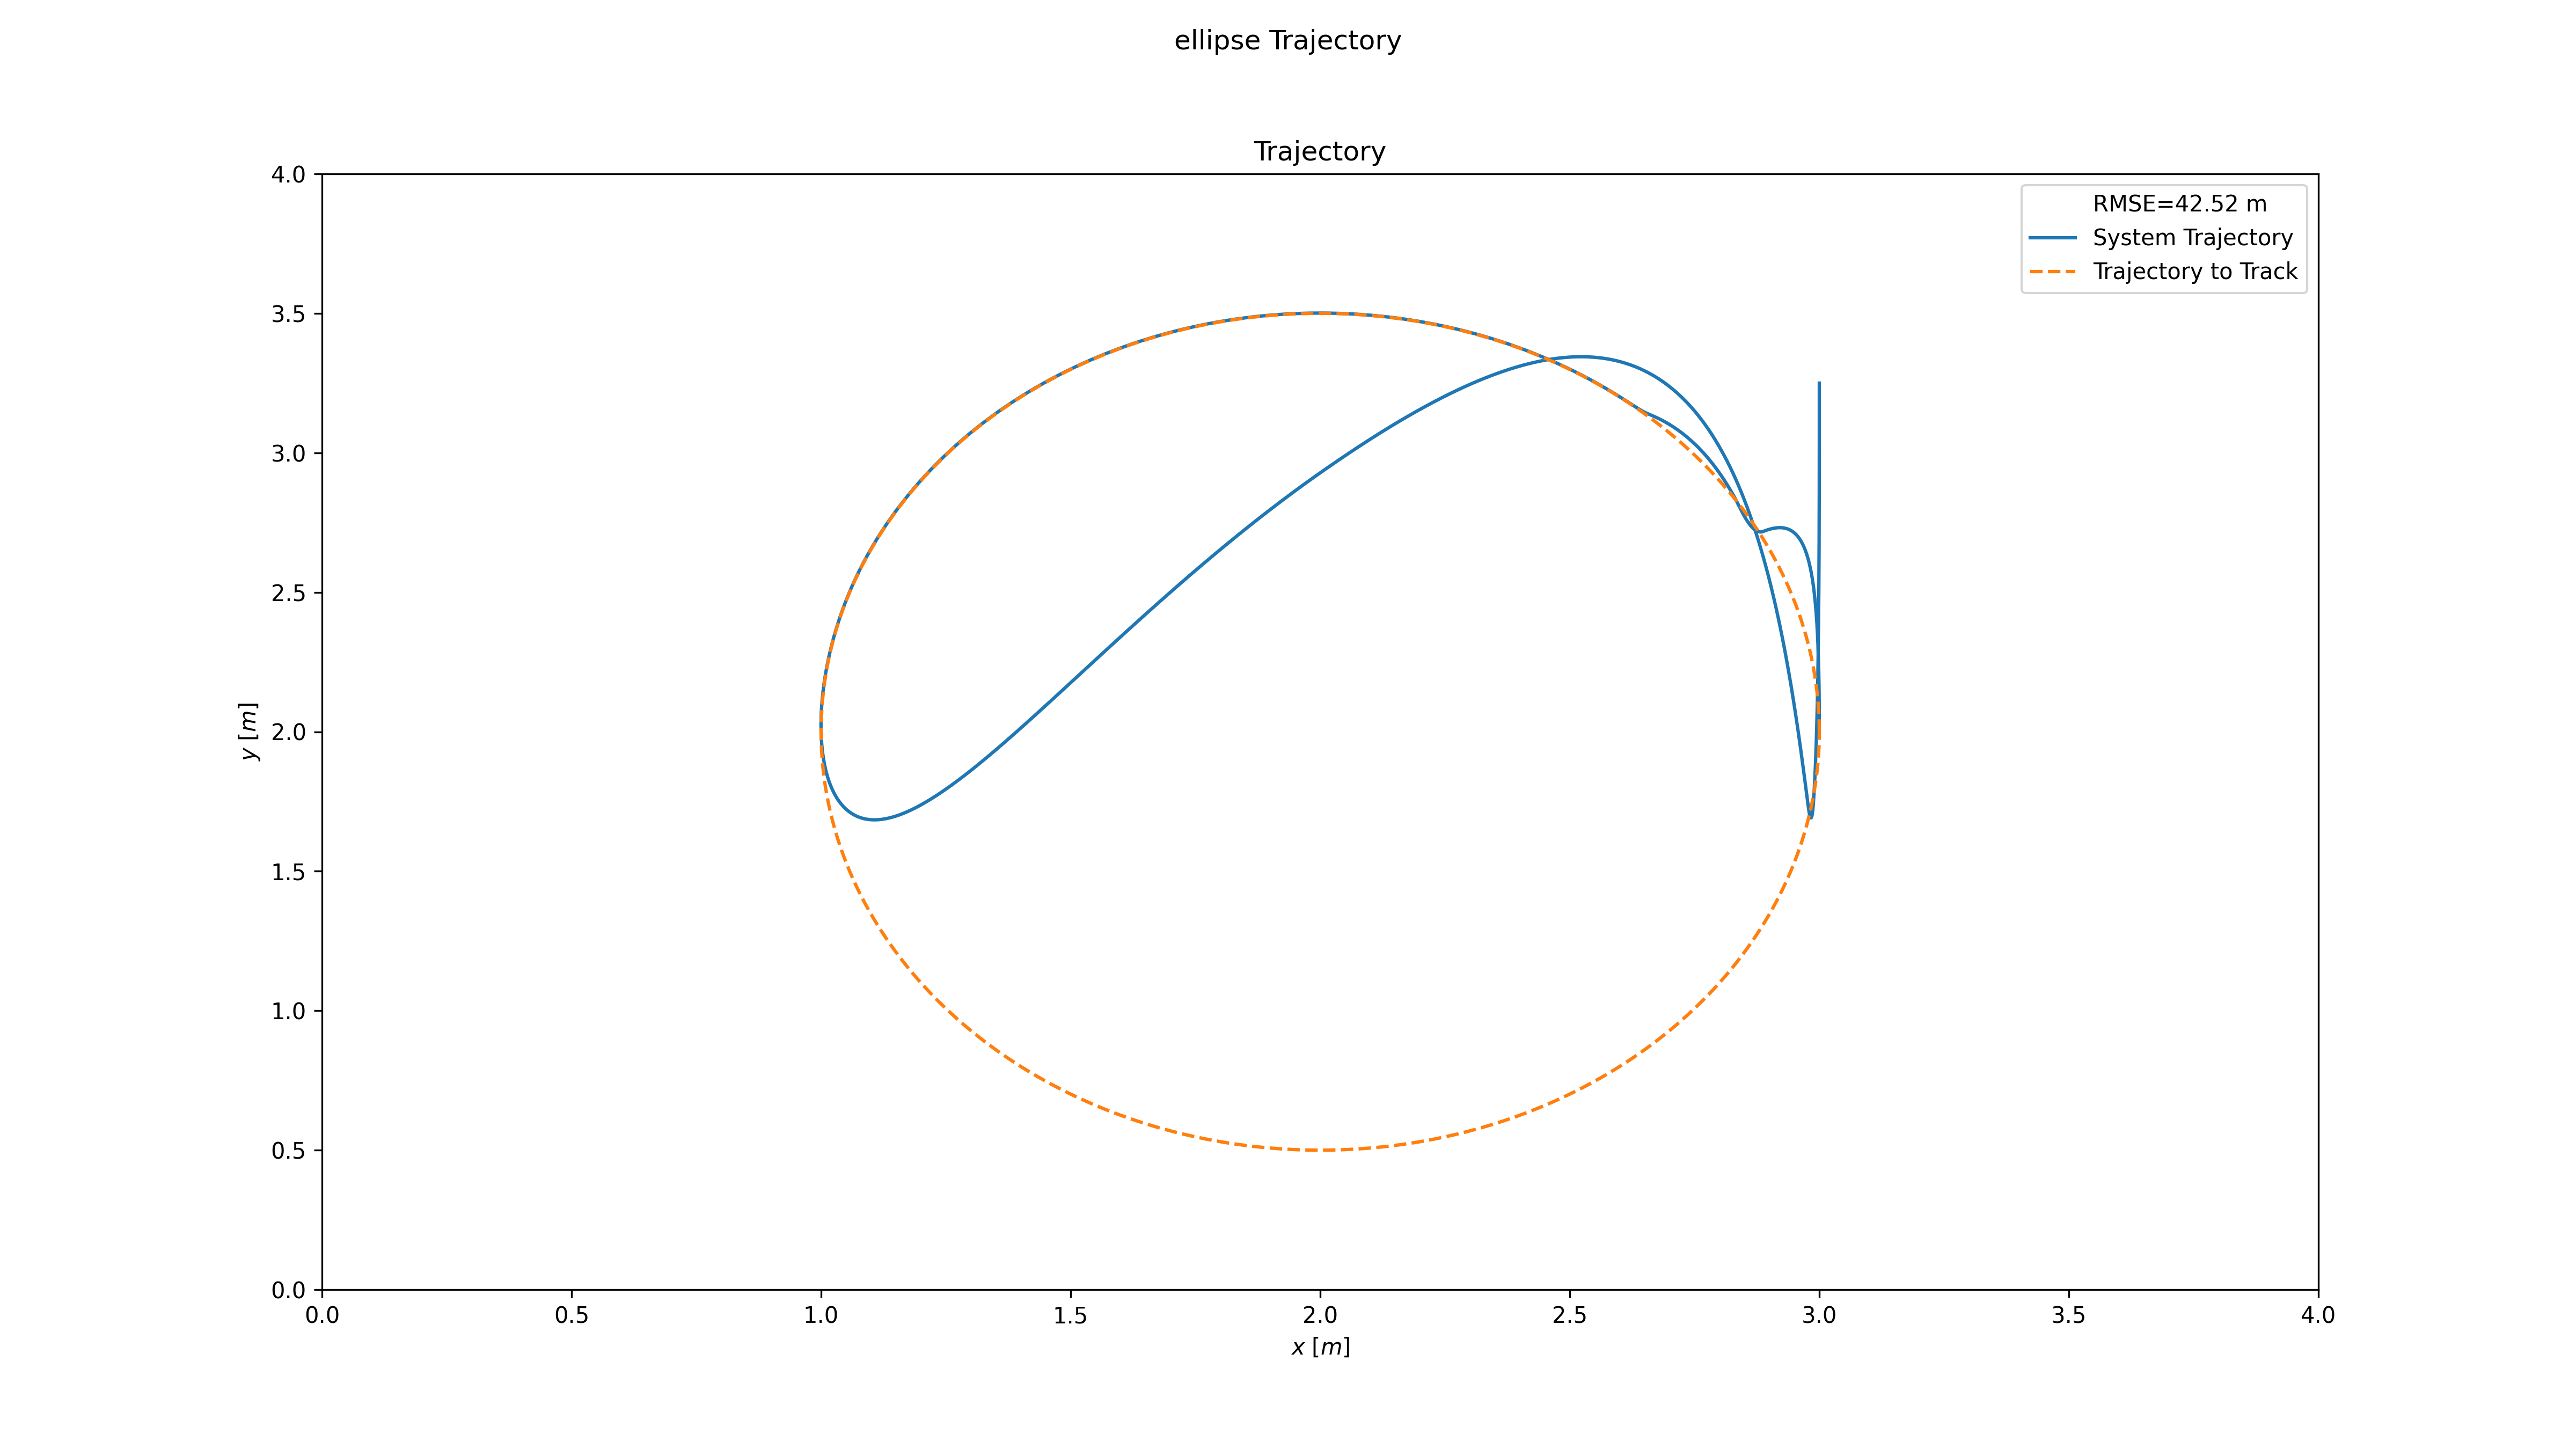 ellipse Trajectory
Trajectory
RMSE=42.52 m
System Trajectory
Trajectory to Track
4.0
3.5
3.0
2.5
2.0
1.5
1.0
0.5
0.0
y [m]
0.0 0.5 1.0 1.5 2.0 2.5 3.0 3.5 4.0
x [m]